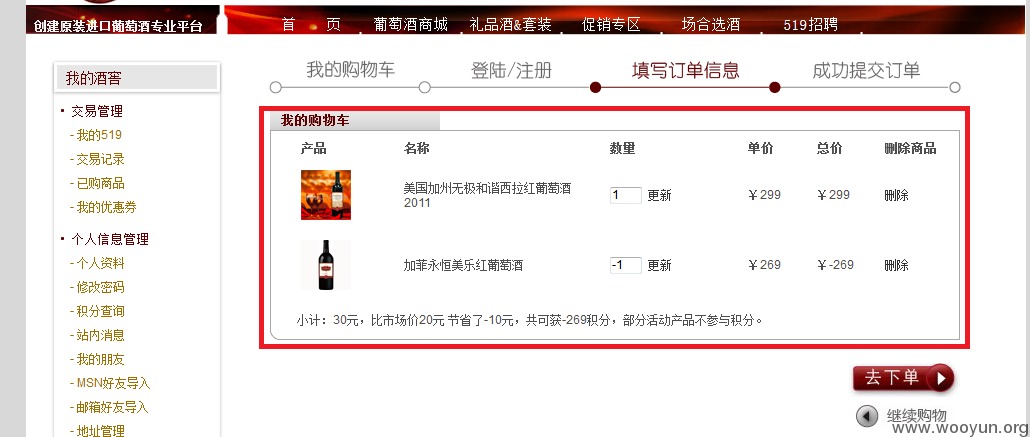 创建原装进口葡萄酒专业平台
首 页 葡萄酒商城 礼品酒&套装 促销专区 场合选酒 519招聘
我的购物车 登陆/注册 填写订单信息 成功提交订单
我的酒窖
· 交易管理
- 我的519
- 交易记录
- 已购商品
- 我的优惠券
· 个人信息管理
- 个人资料
- 修改密码
- 积分查询
- 站内消息
- 我的朋友
- MSN好友导入
- 邮箱好友导入
- 地址管理
我的购物车
产品 名称 数量 单价 总价 删除商品
美国加州无极和谐西拉红葡萄酒
2011
1 更新 ￥299 ￥299 删除
加菲永恒美乐红葡萄酒 -1 更新 ￥269 ￥-269 删除
小计：30元，比市场价20元 节省了-10元，共可获-269积分，部分活动产品不参与积分。
去下单
继续购物
www.wooyun.org